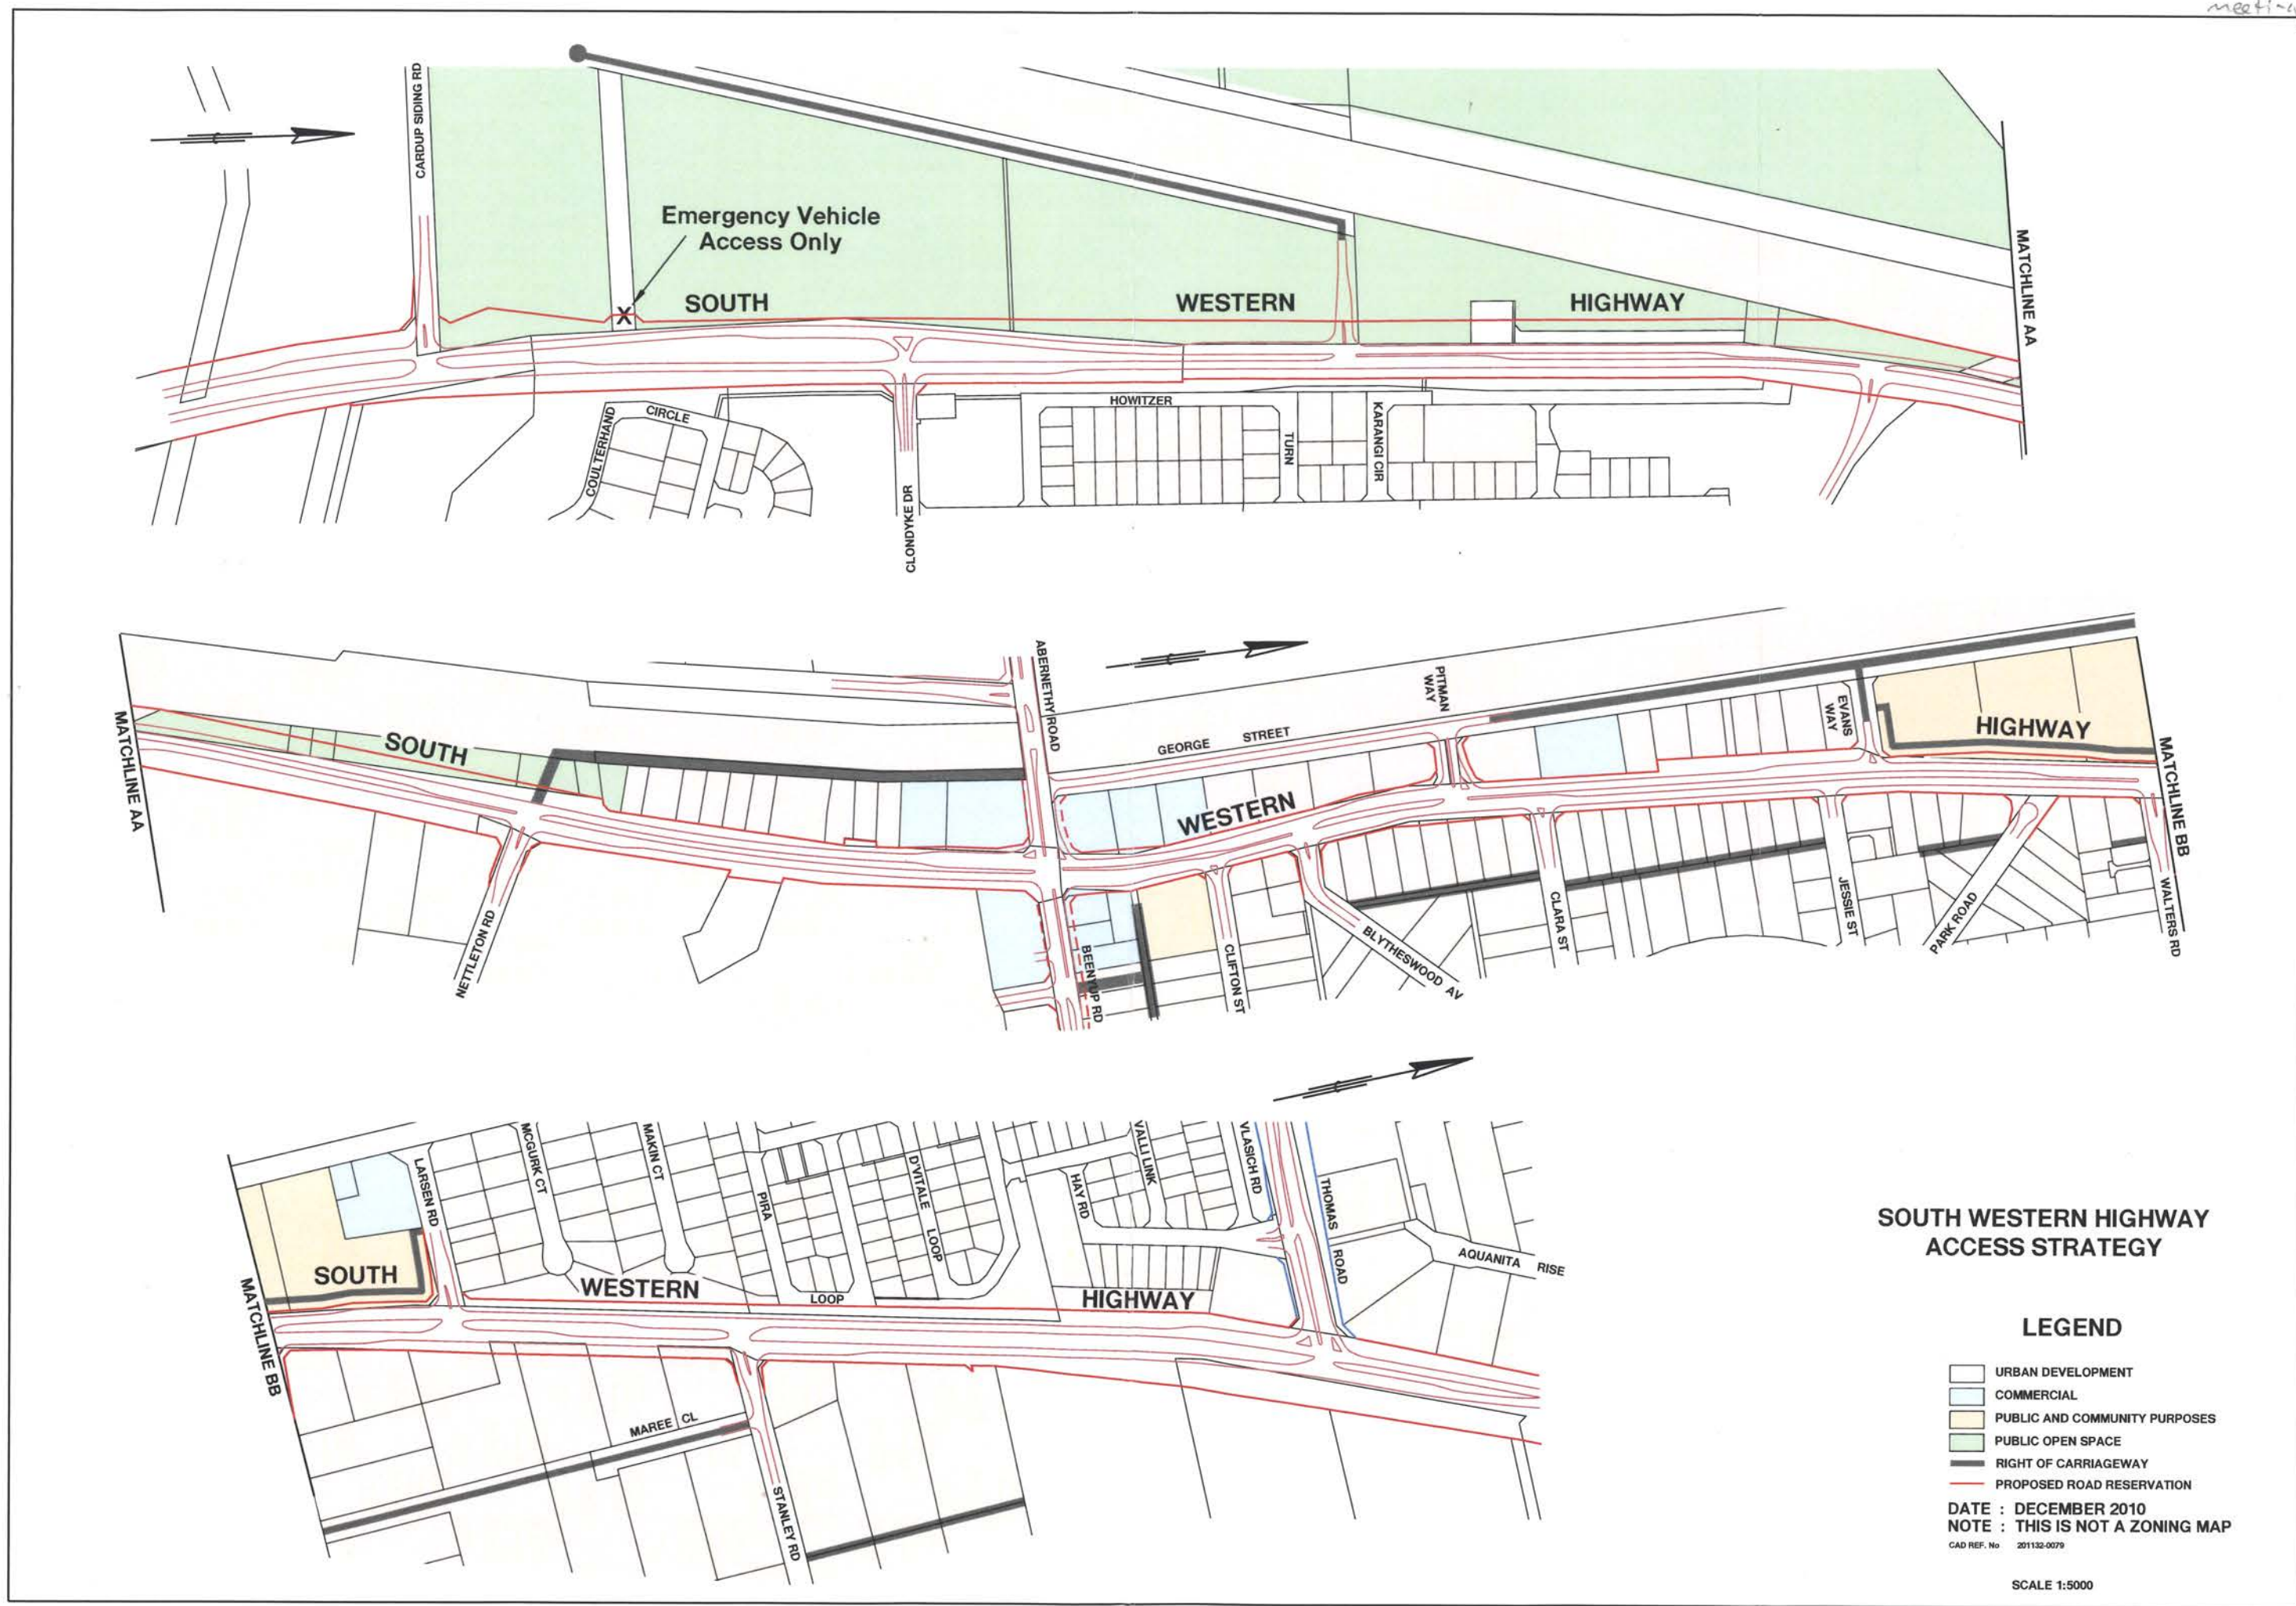 meeti
CARDUP SIDING RD
Emergency Vehicle
Access Only
X
SOUTH
WESTERN
HIGHWAY
MATCHLINE AA
COULTERHAND
CIRCLE
CLONDYKE DR
HOWITZER
TURN
KARANGI CIR
MATCHLINE AA
SOUTH
ABERNETHY ROAD
GEORGE STREET
PITMAN
WAY
EVANS
WAY
HIGHWAY
WESTERN
MATCHLINE BB
NETTLETON RD
BEENYUP RD
CLIFTON ST
BLYTHESWOOD AV
CLARA ST
JESSIE ST
PARK ROAD
WALTERS RD
MATCHLINE BB
SOUTH
LARSEN RD
MCGURK CT
MAKIN CT
WESTERN
PIRA
LOOP
D'VITALE LOOP
HAY RD
VALLI LINK
VLASICH RD
HIGHWAY
THOMAS ROAD
AQUANITA RISE
MAREE CL
STANLEY RD
SOUTH WESTERN HIGHWAY
ACCESS STRATEGY
LEGEND
URBAN DEVELOPMENT
COMMERCIAL
PUBLIC AND COMMUNITY PURPOSES
PUBLIC OPEN SPACE
RIGHT OF CARRIAGEWAY
PROPOSED ROAD RESERVATION
DATE : DECEMBER 2010
NOTE : THIS IS NOT A ZONING MAP
CAD REF. No 201132-0079
SCALE 1:5000